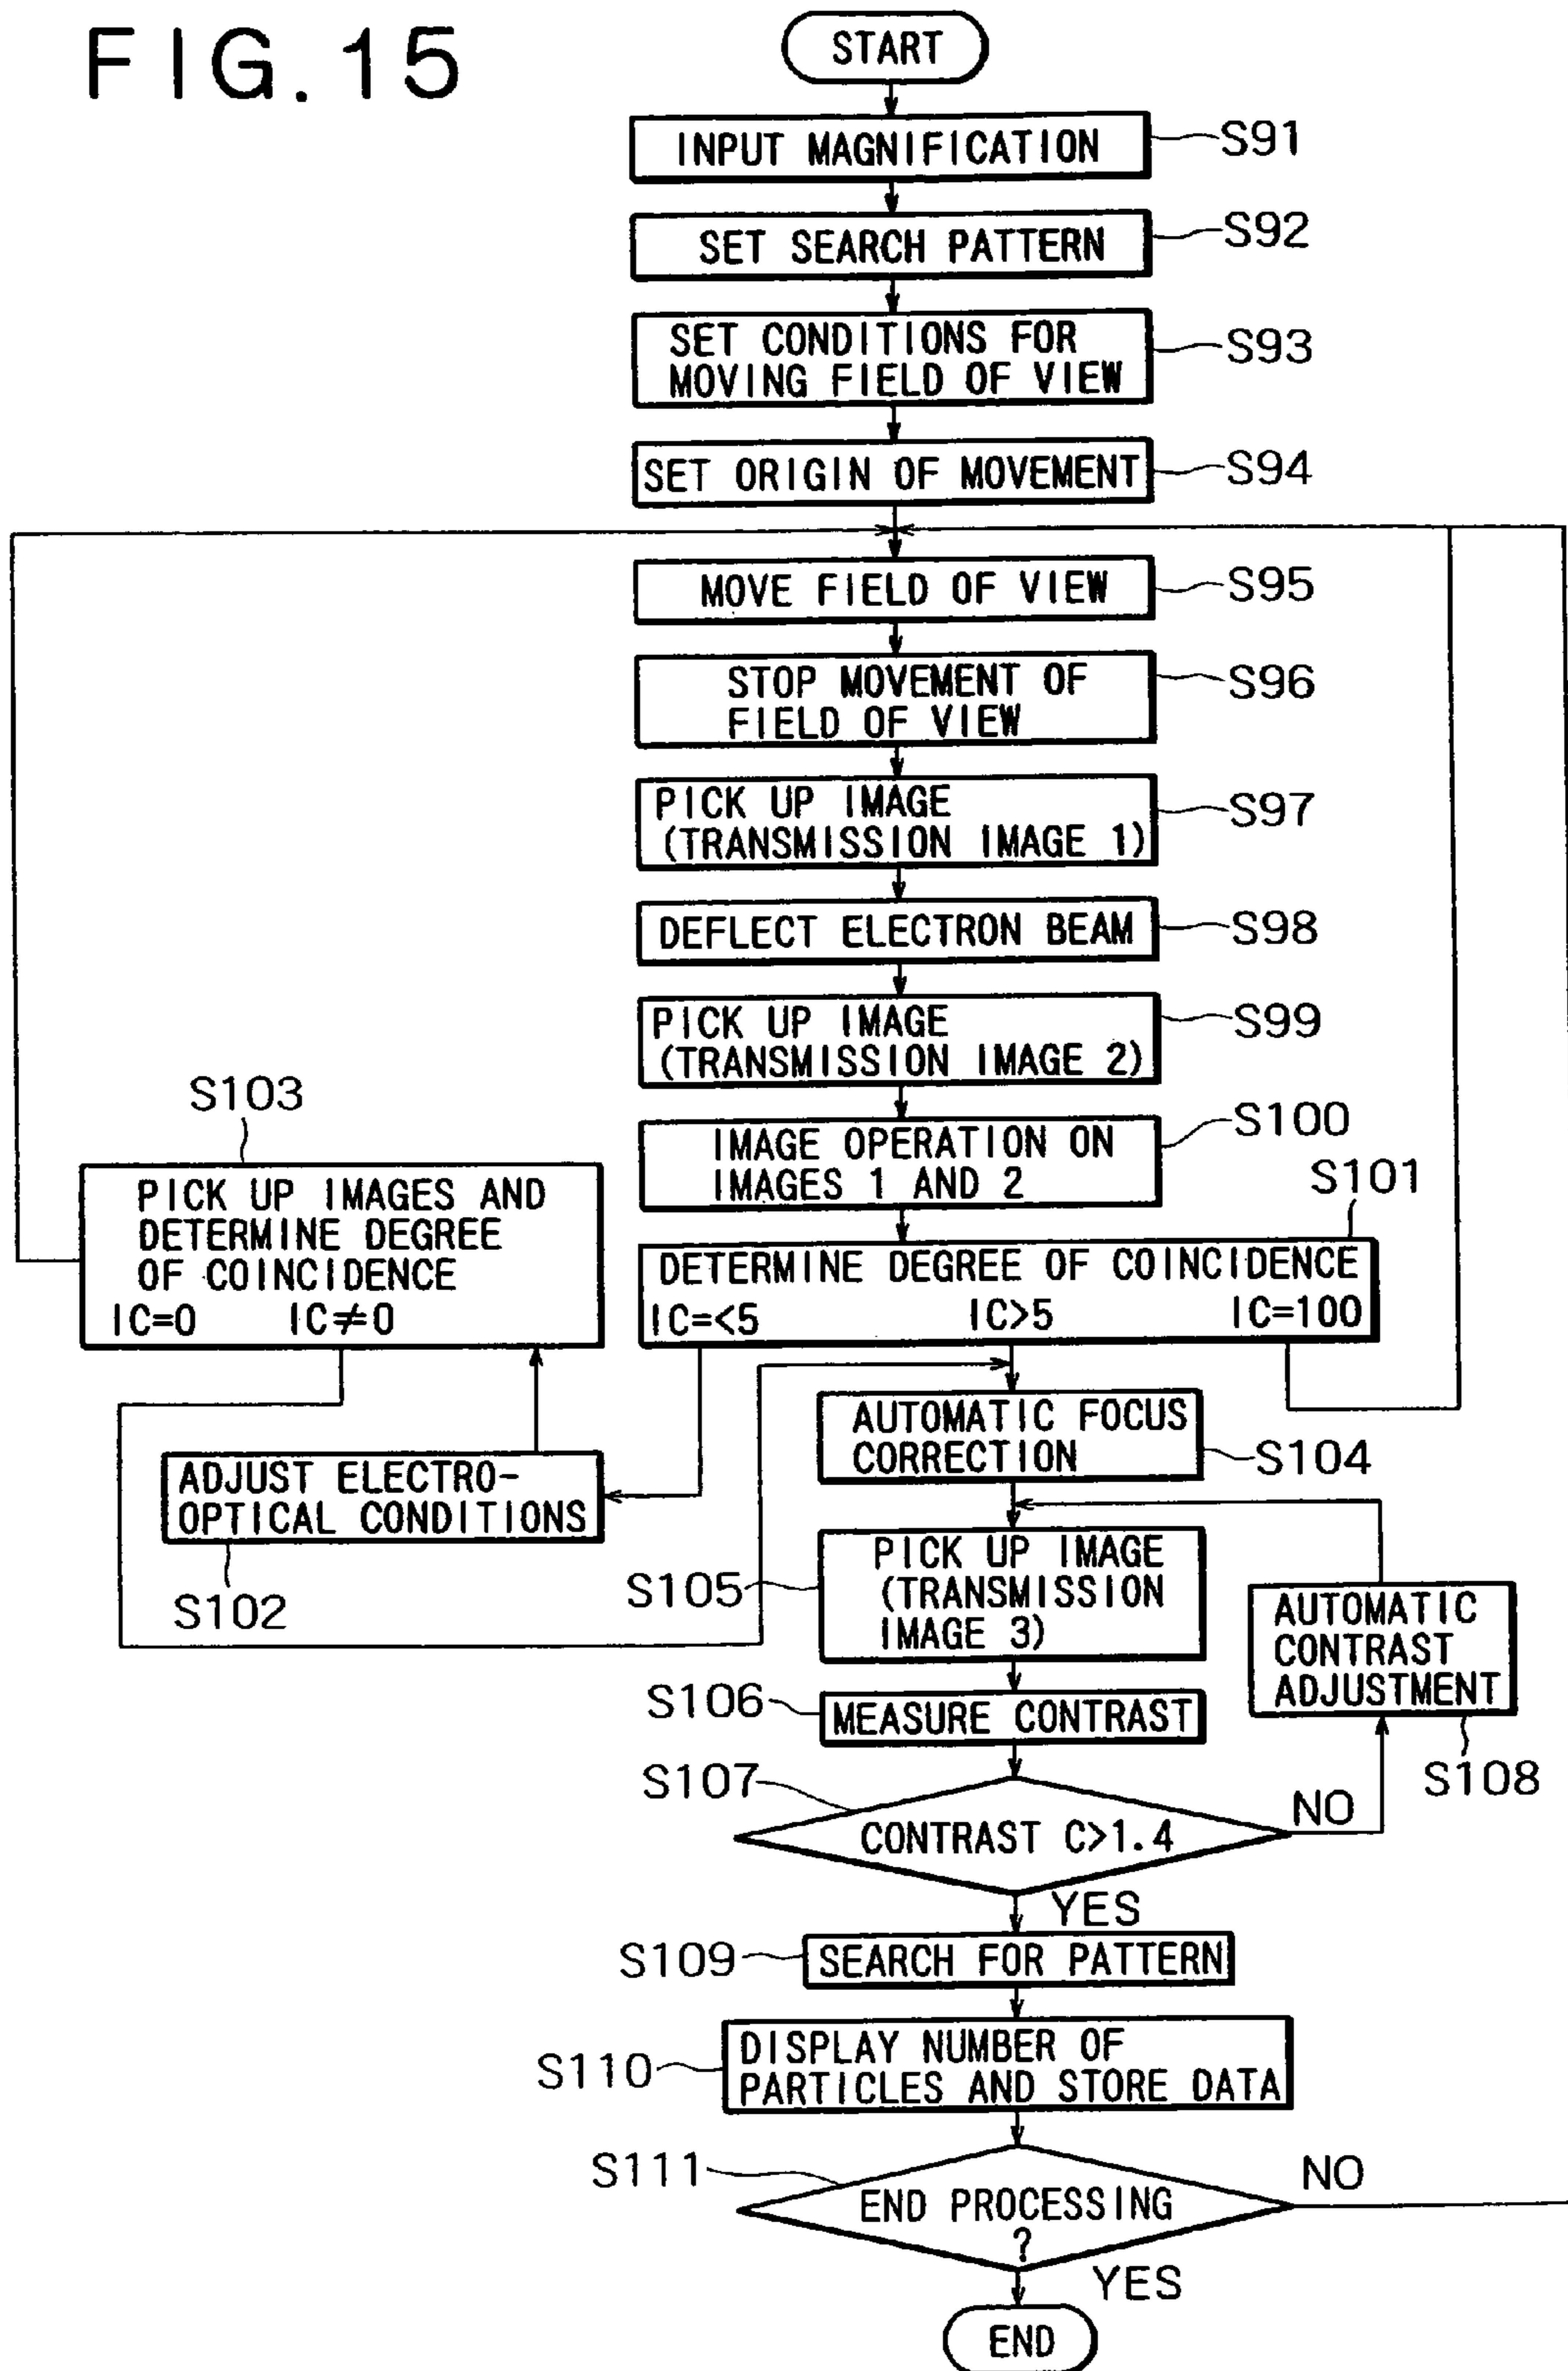 FIG. 15
START
INPUT MAGNIFICATION
S91
SET SEARCH PATTERN
S92
SET CONDITIONS FOR
MOVING FIELD OF VIEW
S93
SET ORIGIN OF MOVEMENT
S94
MOVE FIELD OF VIEW
S95
STOP MOVEMENT OF
FIELD OF VIEW
S96
PICK UP IMAGE
(TRANSMISSION IMAGE 1)
S97
DEFLECT ELECTRON BEAM
S98
PICK UP IMAGE
(TRANSMISSION IMAGE 2)
S99
IMAGE OPERATION ON
IMAGES 1 AND 2
S100
S101
DETERMINE DEGREE OF COINCIDENCE
IC=<5 IC>5 IC=100
S103
PICK UP IMAGES AND
DETERMINE DEGREE
OF COINCIDENCE
IC=0 IC≠0
ADJUST ELECTRO-
OPTICAL CONDITIONS
S102
AUTOMATIC FOCUS
CORRECTION
S104
PICK UP IMAGE
(TRANSMISSION
IMAGE 3)
S105
AUTOMATIC
CONTRAST
ADJUSTMENT
S108
S106
MEASURE CONTRAST
S107
CONTRAST C>1.4
NO
YES
S109
SEARCH FOR PATTERN
S110
DISPLAY NUMBER OF
PARTICLES AND STORE DATA
S111
END PROCESSING
?
NO
YES
END